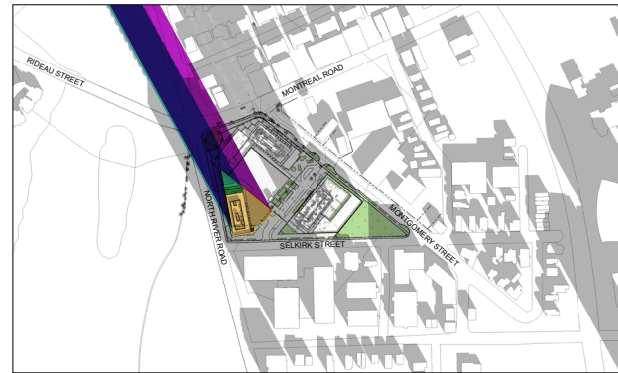 RIDEAU STREET
MONTREAL ROAD
NORTH RIVER ROAD
MONTGOMERY STREET
SELKIRK STREET